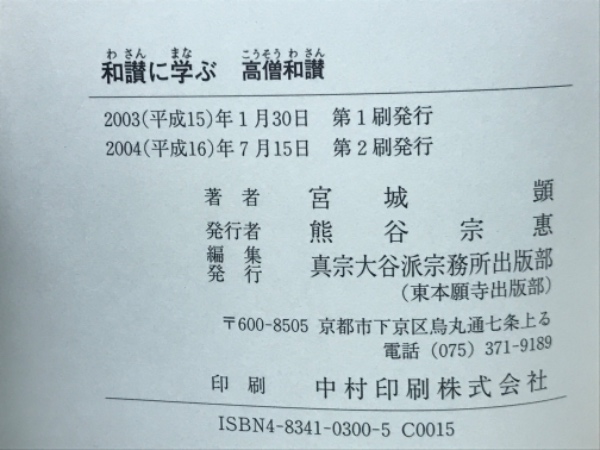 わさん まな こうそうわさん
和讃に学ぶ 高僧和讃
2003(平成15)年1月30日 第1刷発行
2004(平成16)年7月15日 第2刷発行
著者 宮城顗
発行者 熊谷宗惠
編集
発行 真宗大谷派宗務所出版部
(東本願寺出版部)
〒600-8505 京都市下京区烏丸通七条上る
電話 (075) 371-9189
印刷 中村印刷株式会社
ISBN4-8341-0300-5 C0015